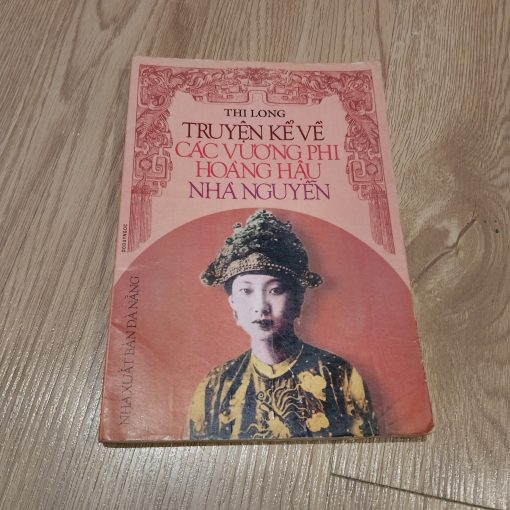 THI LONG
TRUYỆN KỂ VỀ
CÁC VƯƠNG PHI
HOÀNG HẬU
NHÀ NGUYỄN
NHÀ XUẤT BẢN ĐÀ NẴNG